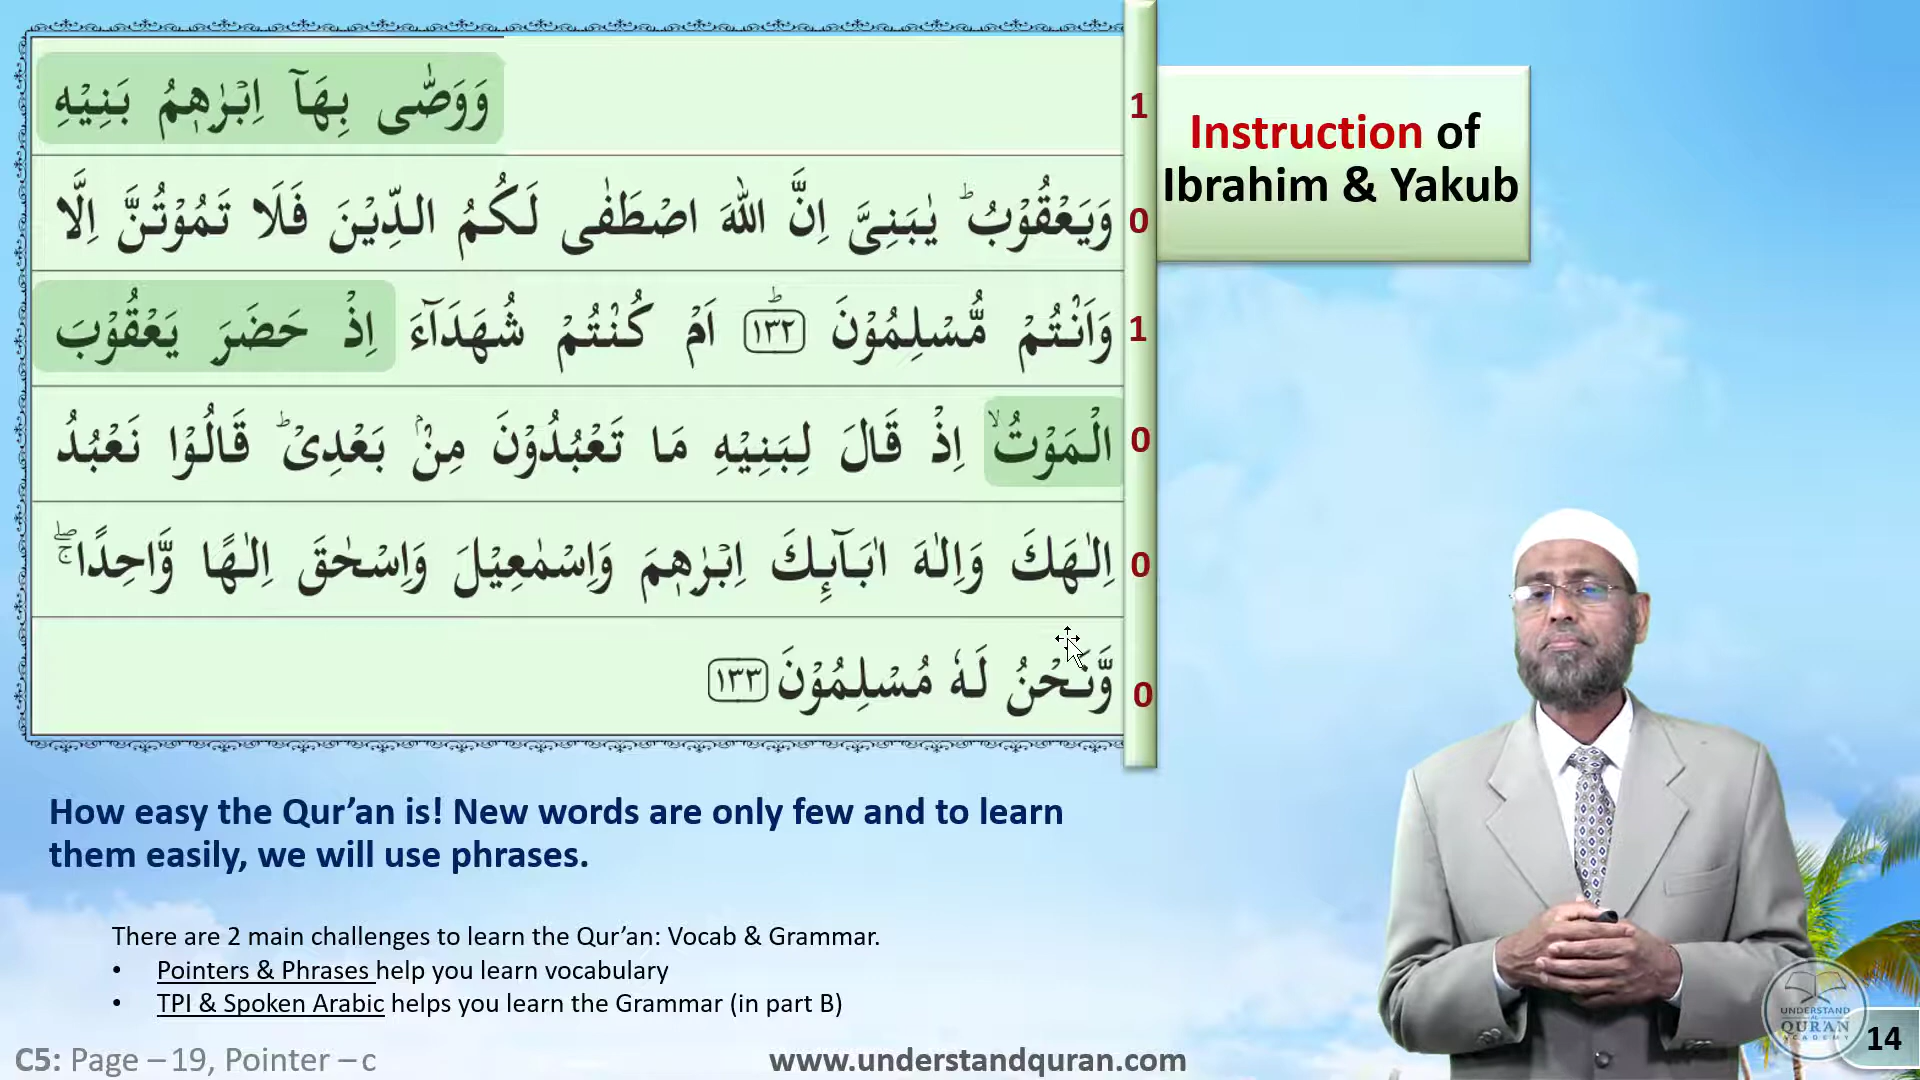 وَوَصّٰى بِهَاۤ اِبْرٰهٖمُ بَنِيْهِ
1
وَيَعْقُوْبُ ؕ يٰبَنِىَّ اِنَّ اللّٰهَ اصْطَفٰى لَكُمُ الدِّيْنَ فَلَا تَمُوْتُنَّ اِلَّا
0
وَاَنْتُمْ مُّسْلِمُوْنَ ؕ ١٣٢ اَمْ كُنْتُمْ شُهَدَآءَ اِذْ حَضَرَ يَعْقُوْبَ
1
الْمَوْتُ ۙ اِذْ قَالَ لِبَنِيْهِ مَا تَعْبُدُوْنَ مِنْۢ بَعْدِىْ ؕ قَالُوْا نَعْبُدُ
0
اِلٰهَكَ وَاِلٰهَ اٰبَآئِكَ اِبْرٰهٖمَ وَاِسْمٰعِيْلَ وَاِسْحٰقَ اِلٰهًا وَّاحِدًا ۖۚ
0
وَّنَحْنُ لَهٗ مُسْلِمُوْنَ ١٣٣
0
Instruction of
Ibrahim & Yakub
How easy the Qur’an is! New words are only few and to learn
them easily, we will use phrases.
There are 2 main challenges to learn the Qur’an: Vocab & Grammar.
• Pointers & Phrases help you learn vocabulary
• TPI & Spoken Arabic helps you learn the Grammar (in part B)
C5: Page – 19, Pointer – c
www.understandquran.com
UNDERSTAND
QURAN
ACADEMY
14